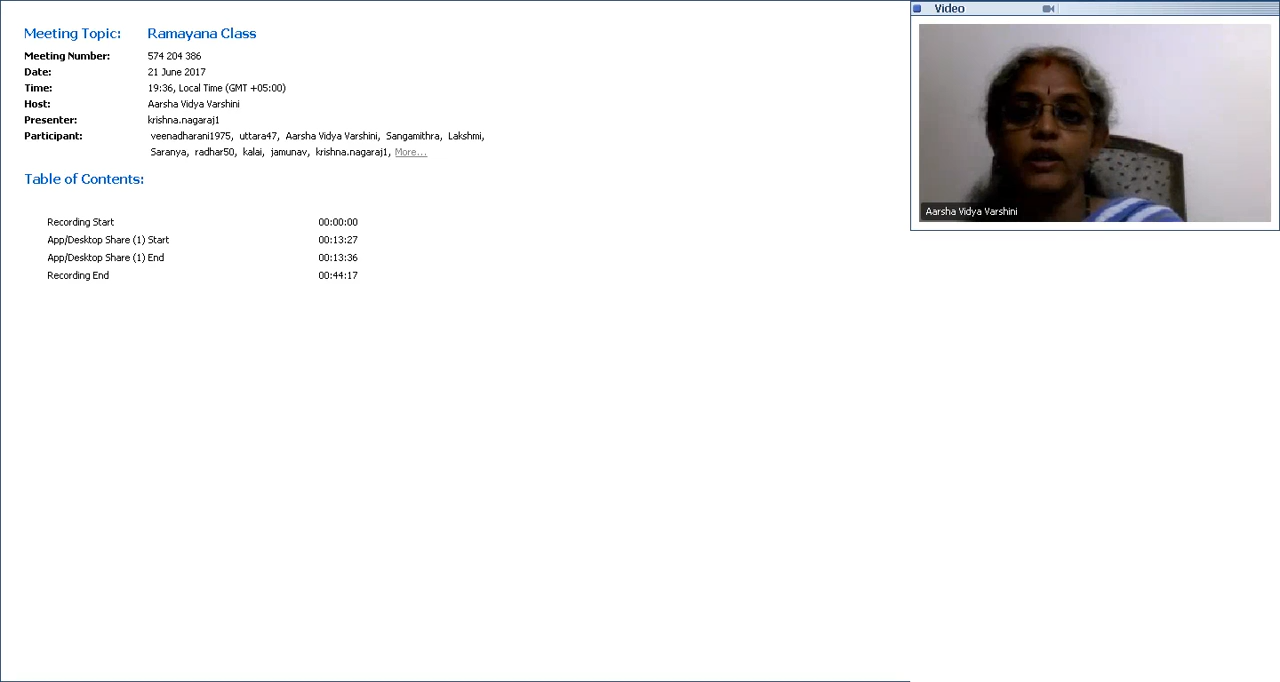 Meeting Topic: Ramayana Class
Meeting Number: 574 204 386
Date: 21 June 2017
Time: 19:36, Local Time (GMT +05:00)
Host: Aarsha Vidya Varshini
Presenter: krishna.nagaraj1
Participant: veenadharani1975, uttara47, Aarsha Vidya Varshini, Sangamithra, Lakshmi,
Saranya, radhar50, kalai, jamunav, krishna.nagaraj1, More...
Table of Contents:
Recording Start 00:00:00
App/Desktop Share (1) Start 00:13:27
App/Desktop Share (1) End 00:13:36
Recording End 00:44:17
Video
Aarsha Vidya Varshini